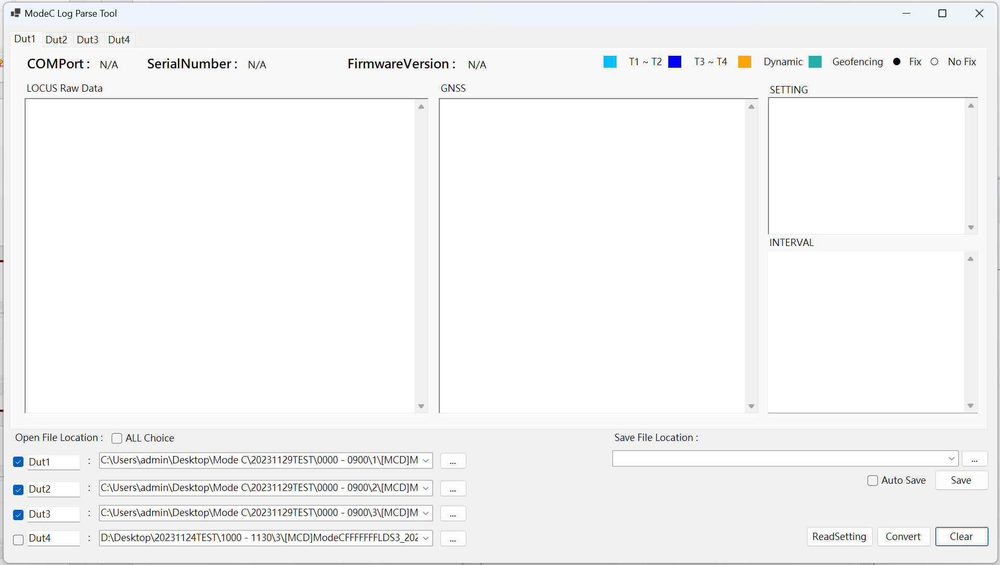 ModeC Log Parse Tool
Dut1 Dut2 Dut3 Dut4
COMPort : N/A SerialNumber : N/A FirmwareVersion : N/A T1 ~ T2 T3 ~ T4 Dynamic Geofencing Fix No Fix
LOCUS Raw Data GNSS SETTING
INTERVAL
Open File Location : ALL Choice Save File Location :
Dut1 : C:\Users\admin\Desktop\Mode C\20231129TEST\0000 - 0900\1\[MCD]M ... ...
Auto Save Save
Dut2 : C:\Users\admin\Desktop\Mode C\20231129TEST\0000 - 0900\2\[MCD]M ...
Dut3 : C:\Users\admin\Desktop\Mode C\20231129TEST\0000 - 0900\3\[MCD]M ...
Dut4 : D:\Desktop\20231124TEST\1000 - 1130\3\[MCD]ModeCFFFFFFFLDS3_202 ... ReadSetting Convert Clear